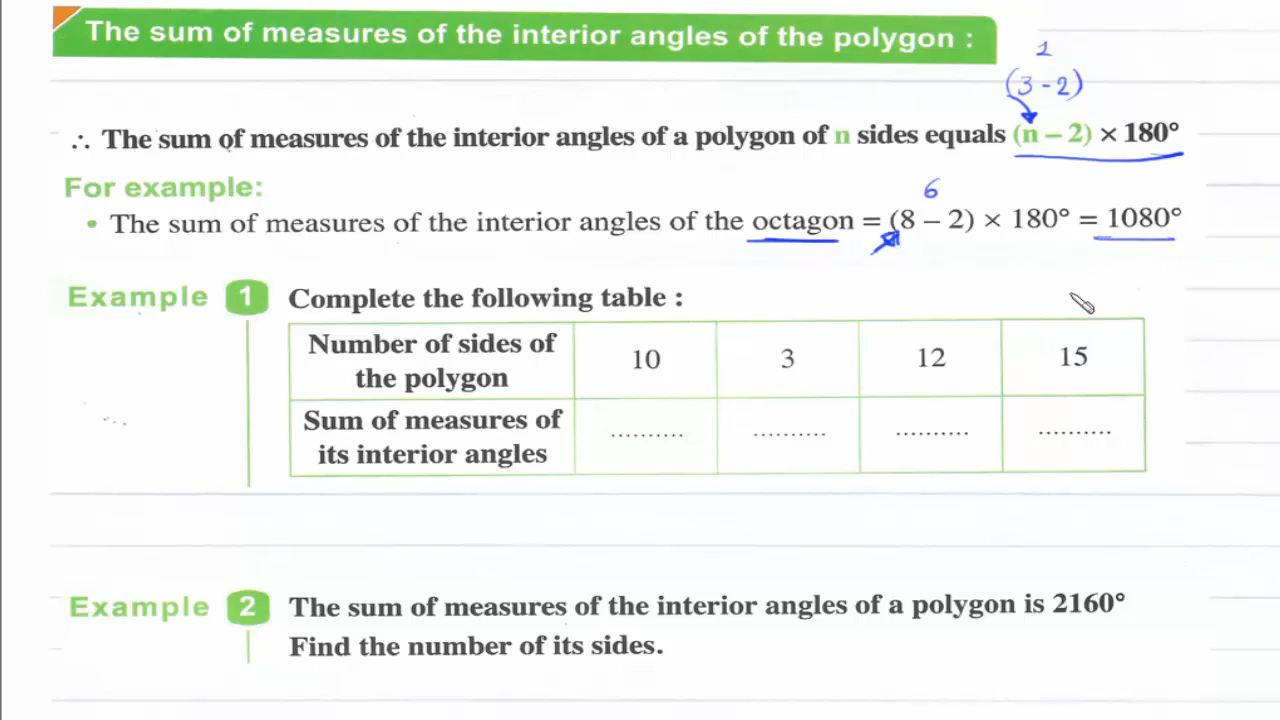 The sum of measures of the interior angles of the polygon :
1
(3 - 2)
∴ The sum of measures of the interior angles of a polygon of n sides equals (n – 2) × 180°
For example:
6
• The sum of measures of the interior angles of the octagon = (8 – 2) × 180° = 1080°
Example 1 Complete the following table :
Number of sides of the polygon 10 3 12 15
Sum of measures of its interior angles .......... .......... .......... ..........
Example 2 The sum of measures of the interior angles of a polygon is 2160°
Find the number of its sides.